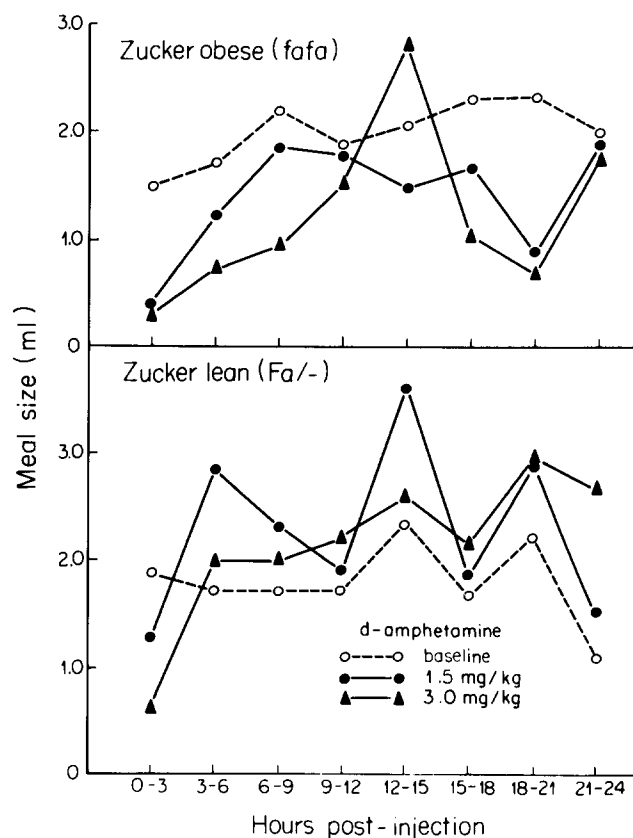 3.0
Zucker obese (fafa)
2.0
1.0
0
Zucker lean (Fa/-)
3.0
2.0
1.0
0
Meal size (ml)
d-amphetamine
baseline
1.5 mg/kg
3.0 mg/kg
0-3 3-6 6-9 9-12 12-15 15-18 18-21 21-24
Hours post-injection